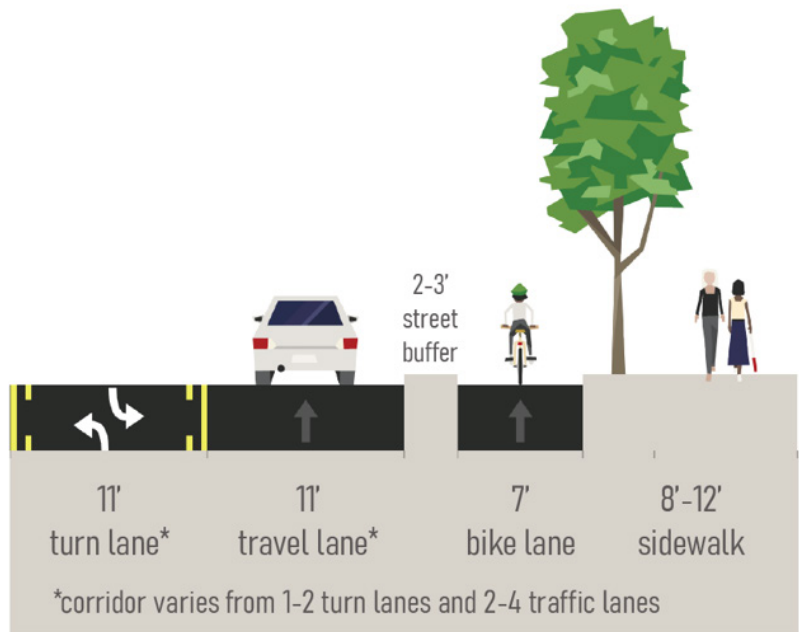 2-3'
street
buffer
11'
turn lane*
11'
travel lane*
7'
bike lane
8'-12'
sidewalk
*corridor varies from 1-2 turn lanes and 2-4 traffic lanes